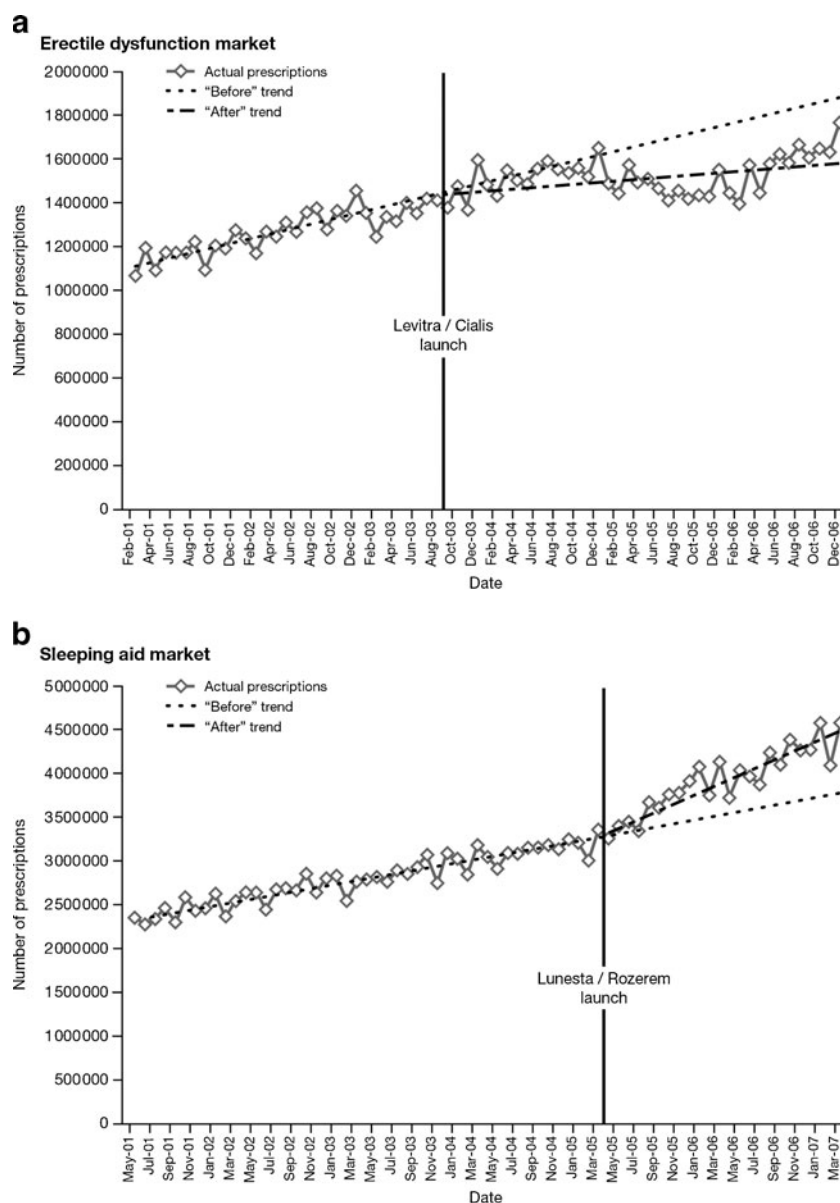 a
Erectile dysfunction market
2000000
1800000
1600000
1400000
1200000
1000000
800000
600000
400000
200000
0
Number of prescriptions
Actual prescriptions
"Before" trend
"After" trend
Levitra / Cialis
launch
Feb-01
Apr-01
Jun-01
Aug-01
Oct-01
Dec-01
Feb-02
Apr-02
Jun-02
Aug-02
Oct-02
Dec-02
Feb-03
Apr-03
Jun-03
Aug-03
Oct-03
Dec-03
Feb-04
Apr-04
Jun-04
Aug-04
Oct-04
Dec-04
Feb-05
Apr-05
Jun-05
Aug-05
Oct-05
Dec-05
Feb-06
Apr-06
Jun-06
Aug-06
Oct-06
Dec-06
Date
b
Sleeping aid market
5000000
4500000
4000000
3500000
3000000
2500000
2000000
1500000
1000000
500000
0
Number of prescriptions
Actual prescriptions
"Before" trend
"After" trend
Lunesta / Rozerem
launch
May-01
Jul-01
Sep-01
Nov-01
Jan-02
Mar-02
May-02
Jul-02
Sep-02
Nov-02
Jan-03
Mar-03
May-03
Jul-03
Sep-03
Nov-03
Jan-04
Mar-04
May-04
Jul-04
Sep-04
Nov-04
Jan-05
Mar-05
May-05
Jul-05
Sep-05
Nov-05
Jan-06
Mar-06
May-06
Jul-06
Sep-06
Nov-06
Jan-07
Mar-07
Date